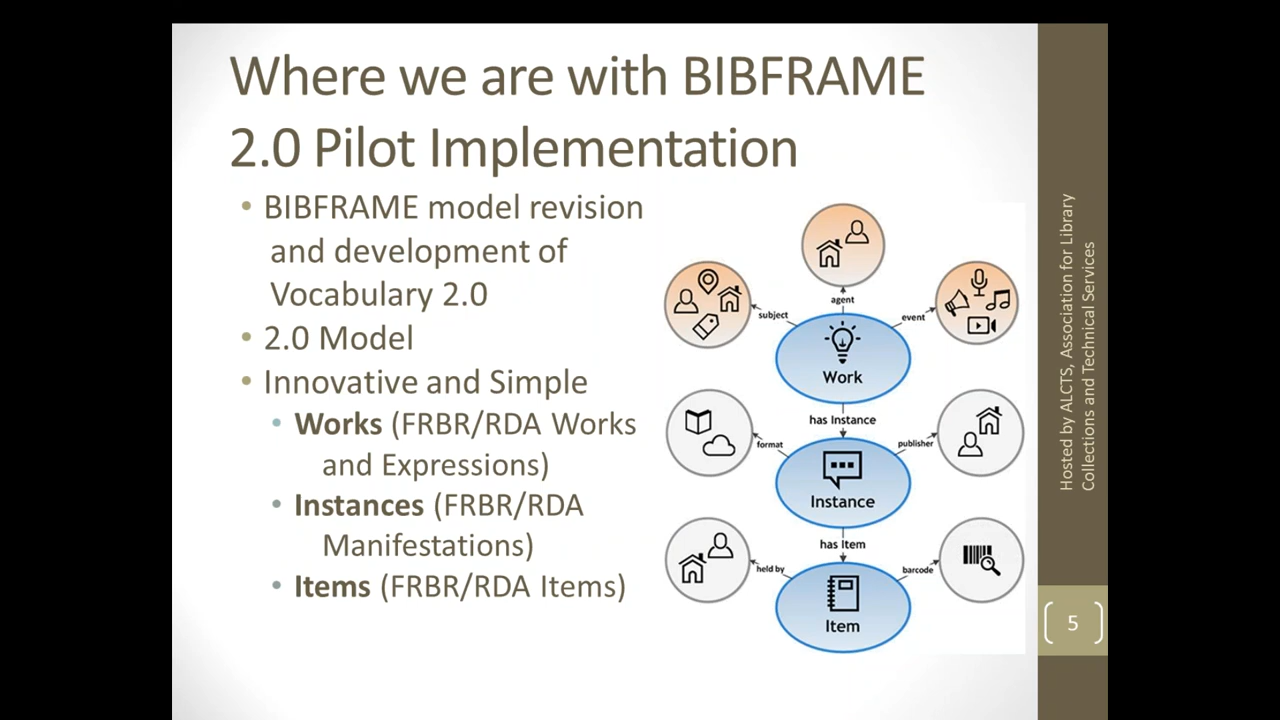 Where we are with BIBFRAME
2.0 Pilot Implementation
• BIBFRAME model revision
and development of
Vocabulary 2.0
• 2.0 Model
• Innovative and Simple
• Works (FRBR/RDA Works
and Expressions)
• Instances (FRBR/RDA
Manifestations)
• Items (FRBR/RDA Items)
agent
subject
event
Work
has Instance
format
publisher
Instance
has Item
held by
barcode
Item
Hosted by ALCTS, Association for Library
Collections and Technical Services
5